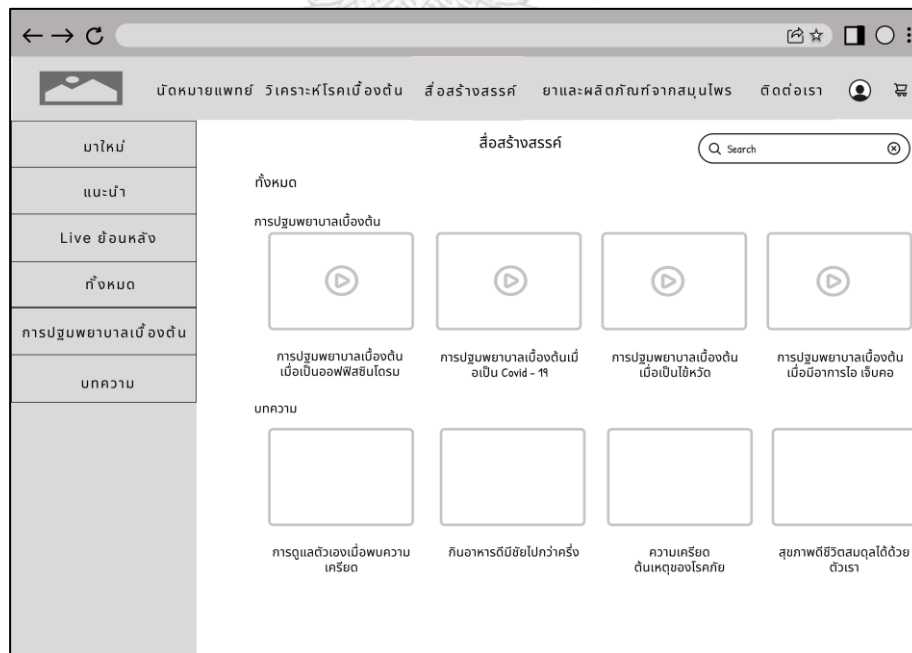 นัดหมายแพทย์ วิเคราะห์โรคเบื้องต้น สื่อสร้างสรรค์ ยาและผลิตภัณฑ์จากสมุนไพร ติดต่อเรา
มาใหม่
แนะนำ
Live ย้อนหลัง
ทั้งหมด
การปฐมพยาบาลเบื้องต้น
บทความ
สื่อสร้างสรรค์
Search
ทั้งหมด
การปฐมพยาบาลเบื้องต้น
การปฐมพยาบาลเบื้องต้น
เมื่อเป็นออฟฟิสซินโดรม
การปฐมพยาบาลเบื้องต้นเมื่
อเป็น Covid - 19
การปฐมพยาบาลเบื้องต้น
เมื่อเป็นไข้หวัด
การปฐมพยาบาลเบื้องต้น
เมื่อมีอาการไอ เจ็บคอ
บทความ
การดูแลตัวเองเมื่อพบความ
เครียด
กินอาหารดีมีชัยไปกว่าครึ่ง
ความเครียด
ต้นเหตุของโรคภัย
สุขภาพดีชีวิตสมดุลได้ด้วย
ตัวเรา